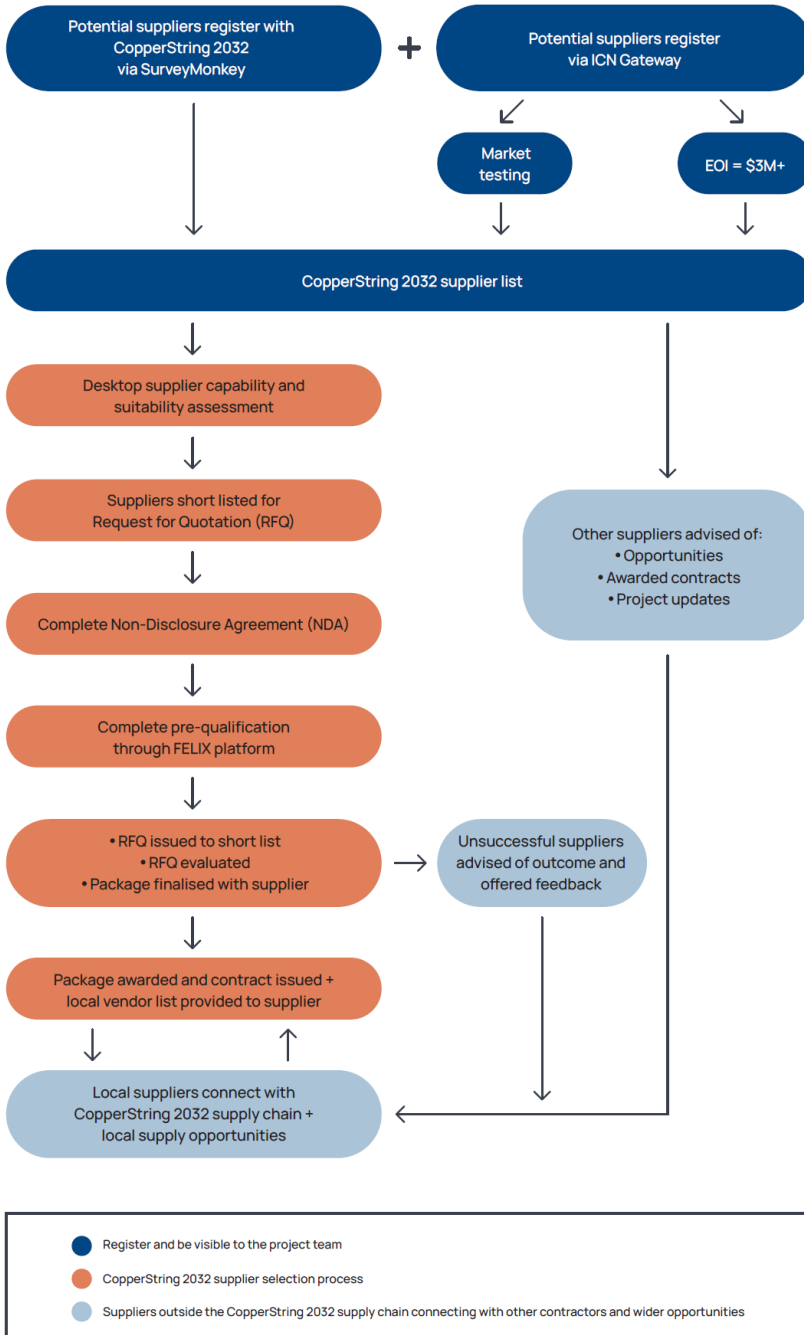 Potential suppliers register with
CopperString 2032
via SurveyMonkey
+
Potential suppliers register
via ICN Gateway
Market
testing
EOI = $3M+
CopperString 2032 supplier list
Desktop supplier capability and
suitability assessment
Suppliers short listed for
Request for Quotation (RFQ)
Other suppliers advised of:
• Opportunities
• Awarded contracts
• Project updates
Complete Non-Disclosure Agreement (NDA)
Complete pre-qualification
through FELIX platform
• RFQ issued to short list
• RFQ evaluated
• Package finalised with supplier
Unsuccessful suppliers
advised of outcome and
offered feedback
Package awarded and contract issued +
local vendor list provided to supplier
Local suppliers connect with
CopperString 2032 supply chain +
local supply opportunities
Register and be visible to the project team
CopperString 2032 supplier selection process
Suppliers outside the CopperString 2032 supply chain connecting with other contractors and wider opportunities